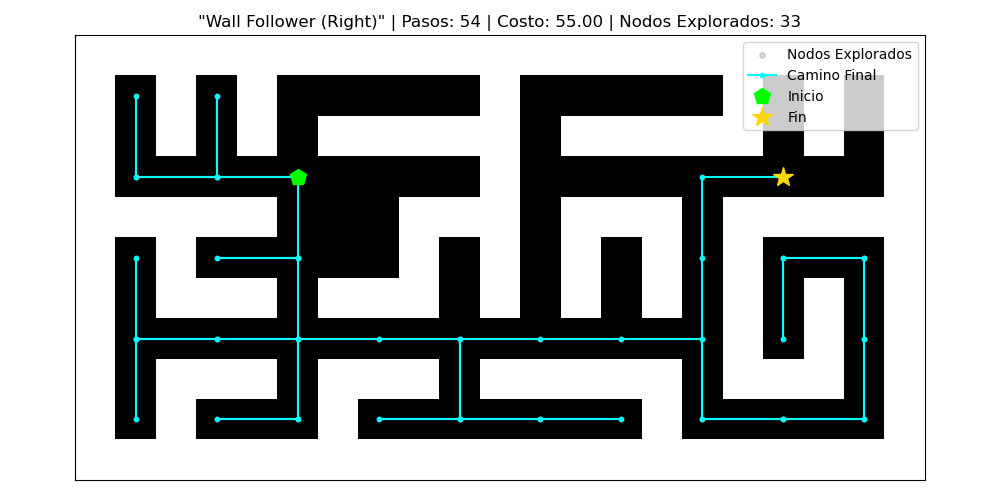 "Wall Follower (Right)" | Pasos: 54 | Costo: 55.00 | Nodos Explorados: 33
Nodos Explorados
Camino Final
Inicio
Fin